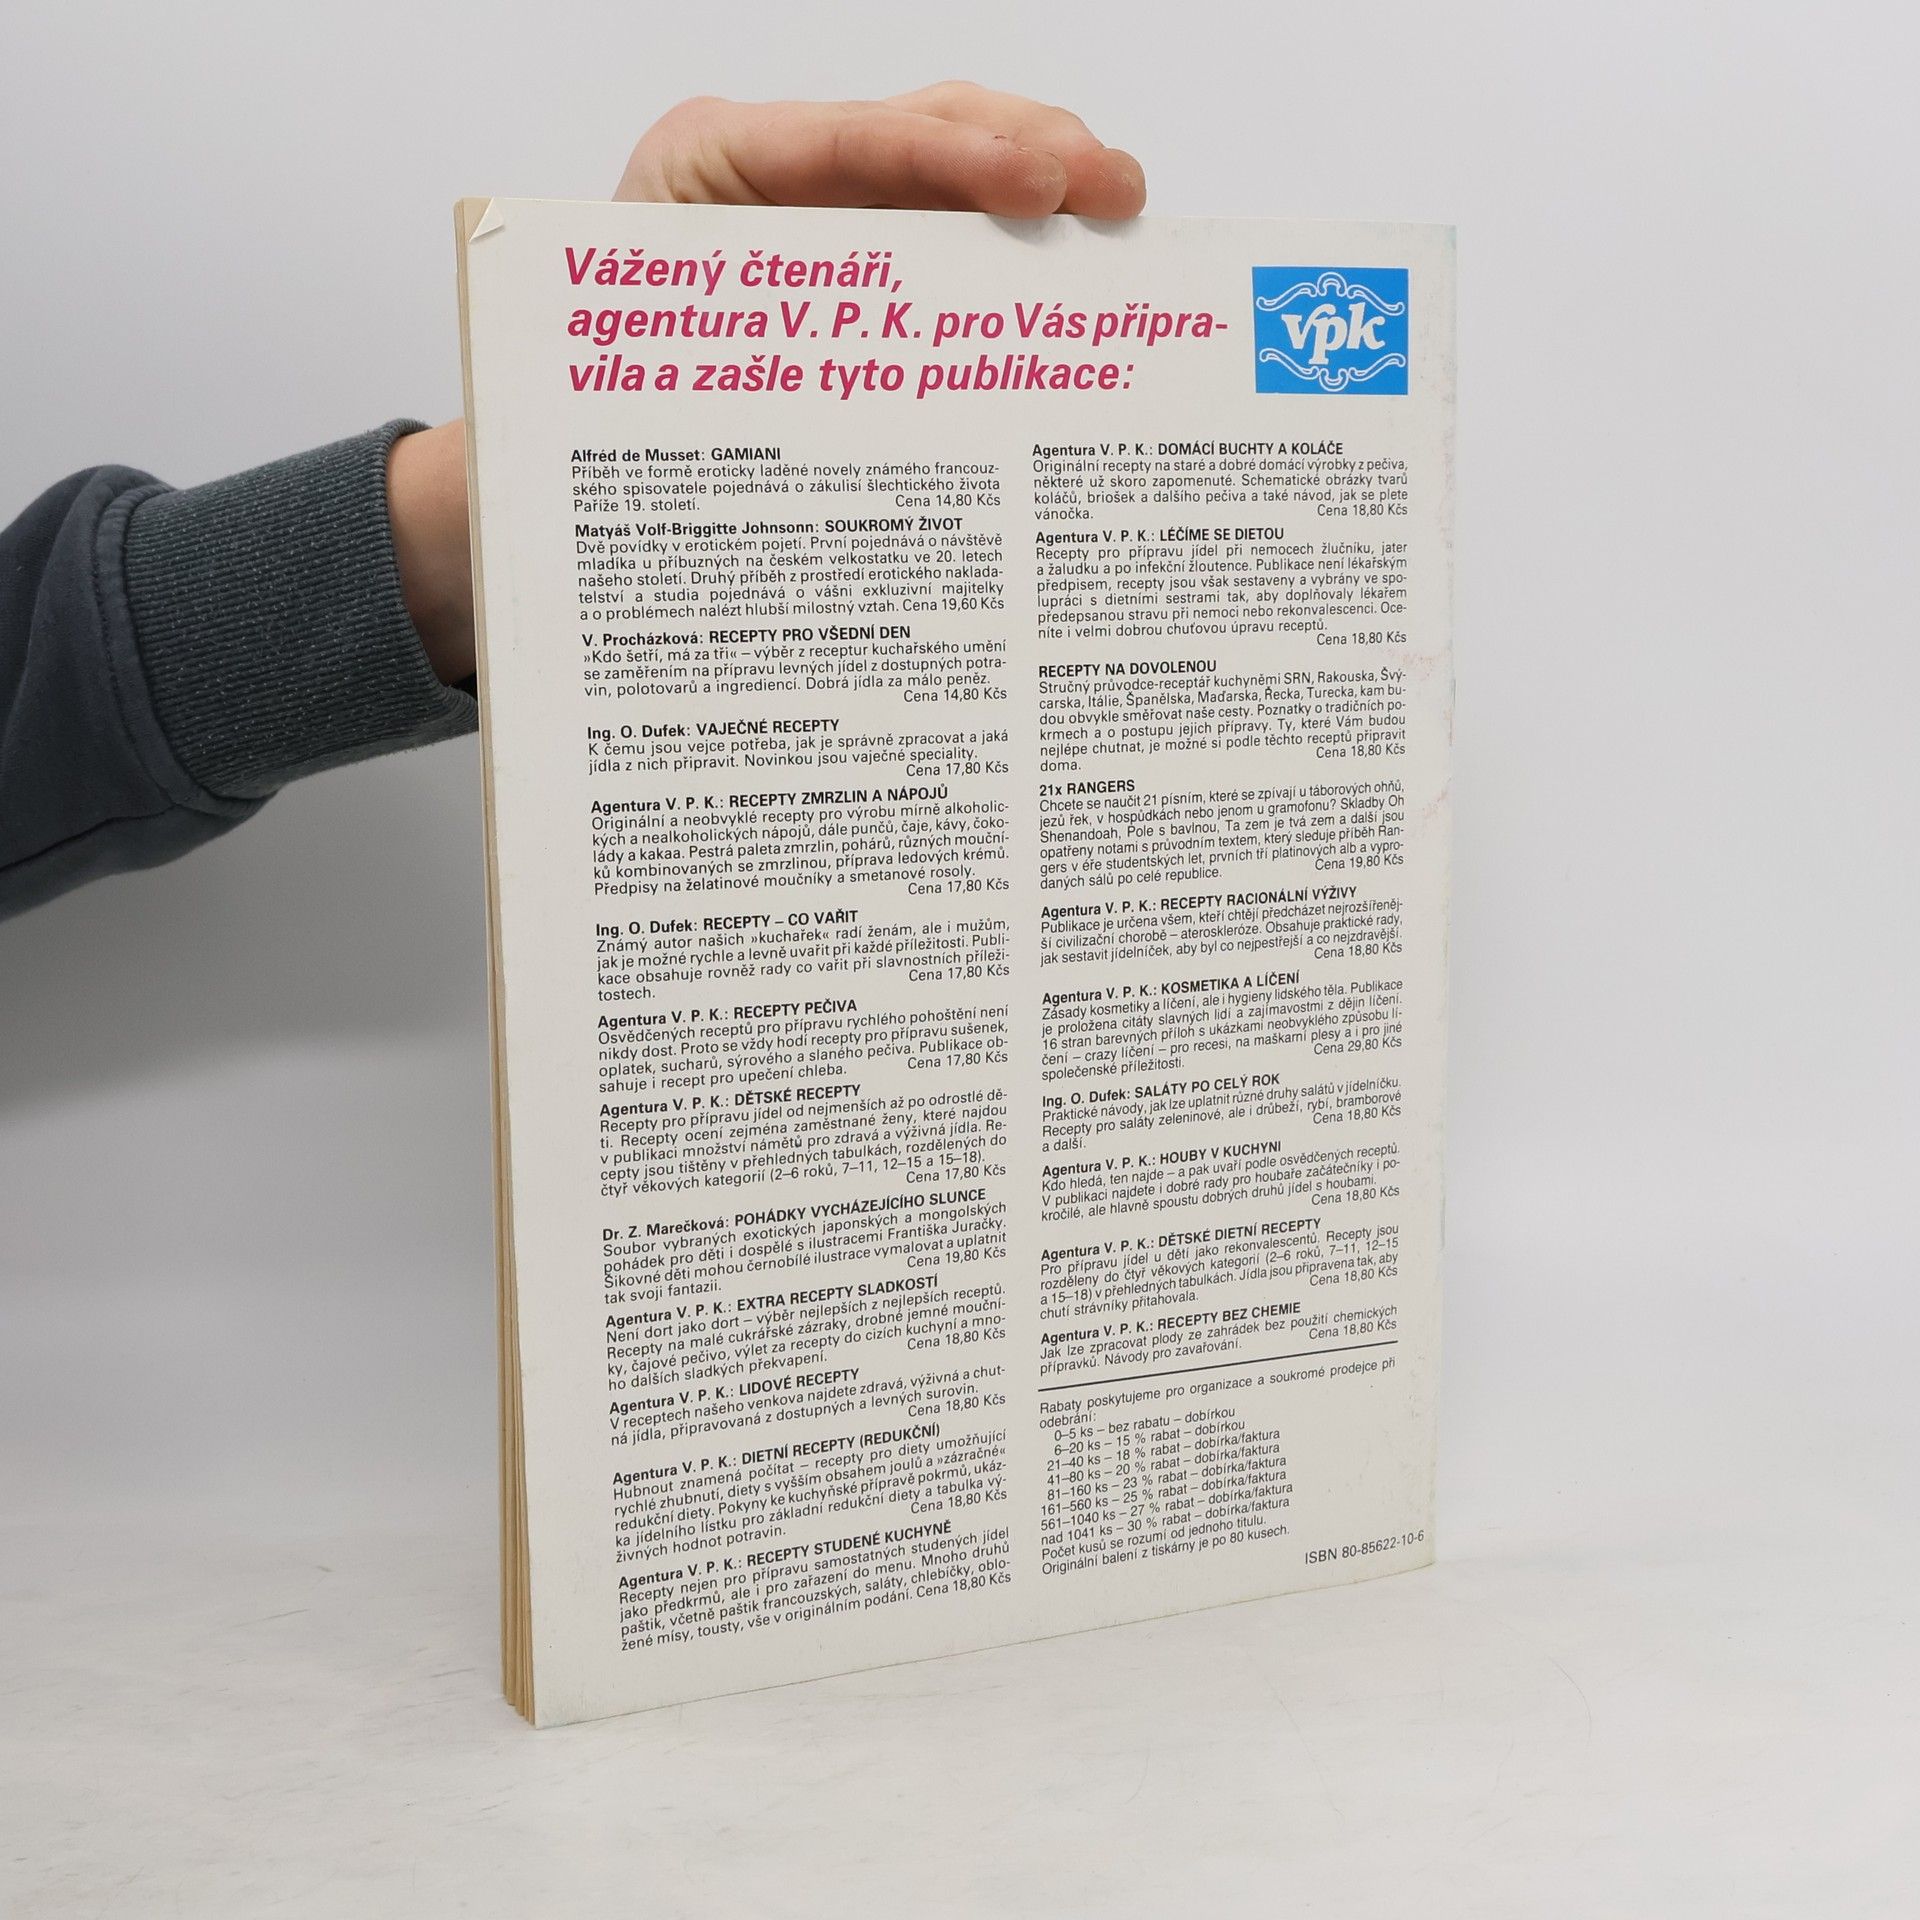 Vážený čtenáři,
agentura V. P. K. pro Vás připra-
vila a zašle tyto publikace:
vpk
Alfréd de Musset: GAMIANI
Příběh ve formě eroticky laděné novely známého francouz-
ského spisovatele pojednává o zákulisí šlechtického života
Paříže 19. století. Cena 14,80 Kčs
Matyáš Volf-Briggitte Johnsonn: SOUKROMÝ ŽIVOT
Dvě povídky v erotickém pojetí. První pojednává o návštěvě
mladíka u příbuzných na českém velkostatku ve 20. letech
našeho století. Druhý příběh z prostředí erotického naklada-
telství a studia pojednává o vášni exkluzivní majitelky
a o problémech nalézt hlubší milostný vztah. Cena 19,60 Kčs
V. Procházková: RECEPTY PRO VŠEDNÍ DEN
»Kdo šetří, má za tři« – výběr z receptur kuchařského umění
se zaměřením na přípravu levných jídel z dostupných potra-
vin, polotovarů a ingrediencí. Dobrá jídla za málo peněz.
Cena 14,80 Kčs
Ing. O. Dufek: VAJEČNÉ RECEPTY
K čemu jsou vejce potřeba, jak je správně zpracovat a jaká
jídla z nich připravit. Novinkou jsou vaječné speciality.
Cena 17,80 Kčs
Agentura V. P. K.: RECEPTY ZMRZLIN A NÁPOJŮ
Originální a neobvyklé recepty pro výrobu mírně alkoholic-
kých a nealkoholických nápojů, dále punčů, čaje, kávy, čoko-
lády a kakaa. Pestrá paleta zmrzlin, pohárů, různých mouční-
ků kombinovaných se zmrzlinou, příprava ledových krémů.
Předpisy na želatinové moučníky a smetanové rosoly.
Cena 17,80 Kčs
Ing. O. Dufek: RECEPTY – CO VAŘIT
Známý autor našich »kuchařek« radí ženám, ale i mužům,
jak je možné rychle a levně uvařit při každé příležitosti. Publi-
kace obsahuje rovněž rady co vařit při slavnostních příleži-
tostech. Cena 17,80 Kčs
Agentura V. P. K.: RECEPTY PEČIVA
Osvědčených receptů pro přípravu rychlého pohoštění není
nikdy dost. Proto se vždy hodí recepty pro přípravu sušenek,
oplatek, sucharů, sýrového a slaného pečiva. Publikace ob-
sahuje i recept pro upečení chleba. Cena 17,80 Kčs
Agentura V. P. K.: DĚTSKÉ RECEPTY
Recepty pro přípravu jídel od nejmenších až po odrostlé dě-
ti. Recepty ocení zejména zaměstnané ženy, které najdou
v publikaci množství námětů pro zdravá a výživná jídla. Re-
cepty jsou tištěny v přehledných tabulkách, rozdělených do
čtyř věkových kategorií (2–6 roků, 7–11, 12–15 a 15–18).
Cena 17,80 Kčs
Dr. Z. Marečková: POHÁDKY VYCHÁZEJÍCÍHO SLUNCE
Soubor vybraných exotických japonských a mongolských
pohádek pro děti i dospělé s ilustracemi Františka Juračky.
Šikovné děti mohou černobílé ilustrace vymalovat a uplatnit
tak svoji fantazii. Cena 19,80 Kčs
Agentura V. P. K.: EXTRA RECEPTY SLADKOSTÍ
Není dort jako dort – výběr nejlepších z nejlepších receptů.
Recepty na malé cukrářské zázraky, drobné jemné mouční-
ky, čajové pečivo, výlet za recepty do cizích kuchyní a mno-
ho dalších sladkých překvapení. Cena 18,80 Kčs
Agentura V. P. K.: LIDOVÉ RECEPTY
V receptech našeho venkova najdete zdravá, výživná a chut-
ná jídla, připravovaná z dostupných a levných surovin.
Cena 18,80 Kčs
Agentura V. P. K.: DIETNÍ RECEPTY (REDUKČNÍ)
Hubnout znamená počítat – recepty pro diety umožňující
rychlé zhubnutí, diety s vyšším obsahem joulů a »zázračné«
redukční diety. Pokyny ke kuchyňské přípravě pokrmů, ukáz-
ka jídelního lístku pro základní redukční diety a tabulka vý-
živných hodnot potravin. Cena 18,80 Kčs
Agentura V. P. K.: RECEPTY STUDENÉ KUCHYNĚ
Recepty nejen pro přípravu samostatných studených jídel
jako předkrmů, ale i pro zařazení do menu. Mnoho druhů
paštik, včetně paštik francouzských, saláty, chlebíčky, oblo-
žené mísy, tousty, vše v originálním podání. Cena 18,80 Kčs
Agentura V. P. K.: DOMÁCÍ BUCHTY A KOLÁČE
Originální recepty na staré a dobré domácí výrobky z pečiva,
některé už skoro zapomenuté. Schematické obrázky tvarů
koláčů, briošek a dalšího pečiva a také návod, jak se plete
vánočka. Cena 18,80 Kčs
Agentura V. P. K.: LÉČÍME SE DIETOU
Recepty pro přípravu jídel při nemocech žlučníku, jater
a žaludku a po infekční žloutence. Publikace není lékařským
předpisem, recepty jsou však sestaveny a vybrány ve spo-
lupráci s dietními sestrami tak, aby doplňovaly lékařem
předepsanou stravu při nemoci nebo rekonvalescenci. Oce-
níte i velmi dobrou chuťovou úpravu receptů.
Cena 18,80 Kčs
RECEPTY NA DOVOLENOU
Stručný průvodce-receptář kuchyněmi SRN, Rakouska, Švý-
carska, Itálie, Španělska, Maďarska, Řecka, Turecka, kam bu-
dou obvykle směřovat naše cesty. Poznatky o tradičních po-
krmech a o postupu jejich přípravy. Ty, které Vám budou
nejlépe chutnat, je možné si podle těchto receptů připravit
doma. Cena 18,80 Kčs
21x RANGERS
Chcete se naučit 21 písním, které se zpívají u táborových ohňů,
jezů řek, v hospůdkách nebo jenom u gramofonu? Skladby Oh
Shenandoah, Pole s bavlnou, Ta zem je tvá zem a další jsou
opatřeny notami s průvodním textem, který sleduje příběh Ran-
gers v éře studentských let, prvních tří platinových alb a vypro-
daných sálů po celé republice. Cena 19,80 Kčs
Agentura V. P. K.: RECEPTY RACIONÁLNÍ VÝŽIVY
Publikace je určena všem, kteří chtějí předcházet nejrozšířeněj-
ší civilizační chorobě – ateroskleróze. Obsahuje praktické rady,
jak sestavit jídelníček, aby byl co nejpestřejší a co nejzdravější.
Cena 18,80 Kčs
Agentura V. P. K.: KOSMETIKA A LÍČENÍ
Zásady kosmetiky a líčení, ale i hygieny lidského těla. Publikace
je proložena citáty slavných lidí a zajímavostmi z dějin líčení.
16 stran barevných příloh s ukázkami neobvyklého způsobu lí-
čení – crazy líčení – pro recesi, na maškarní plesy a i pro jiné
společenské příležitosti. Cena 29,80 Kčs
Ing. O. Dufek: SALÁTY PO CELÝ ROK
Praktické návody, jak lze uplatnit různé druhy salátů v jídelníčku.
Recepty pro saláty zeleninové, ale i drůbeží, rybí, bramborové
a další. Cena 18,80 Kčs
Agentura V. P. K.: HOUBY V KUCHYNI
Kdo hledá, ten najde – a pak uvaří podle osvědčených receptů.
V publikaci najdete i dobré rady pro houbaře začátečníky i po-
kročilé, ale hlavně spoustu dobrých druhů jídel s houbami.
Cena 18,80 Kčs
Agentura V. P. K.: DĚTSKÉ DIETNÍ RECEPTY
Pro přípravu jídel u dětí jako rekonvalescentů. Recepty jsou
rozděleny do čtyř věkových kategorií (2–6 roků, 7–11, 12–15
a 15–18) v přehledných tabulkách. Jídla jsou připravena tak, aby
chutí strávníky přitahovala. Cena 18,80 Kčs
Agentura V. P. K.: RECEPTY BEZ CHEMIE
Jak lze zpracovat plody ze zahrádek bez použití chemických
přípravků. Návody pro zavařování. Cena 18,80 Kčs
Rabaty poskytujeme pro organizace a soukromé prodejce při
odebrání:
0–5 ks – bez rabatu – dobírkou
6–20 ks – 15 % rabat – dobírkou
21–40 ks – 18 % rabat – dobírka/faktura
41–80 ks – 20 % rabat – dobírka/faktura
81–160 ks – 23 % rabat – dobírka/faktura
161–560 ks – 25 % rabat – dobírka/faktura
561–1040 ks – 27 % rabat – dobírka/faktura
nad 1041 ks – 30 % rabat – dobírka/faktura
Počet kusů se rozumí od jednoho titulu.
Originální balení z tiskárny je po 80 kusech.
ISBN 80-85622-10-6